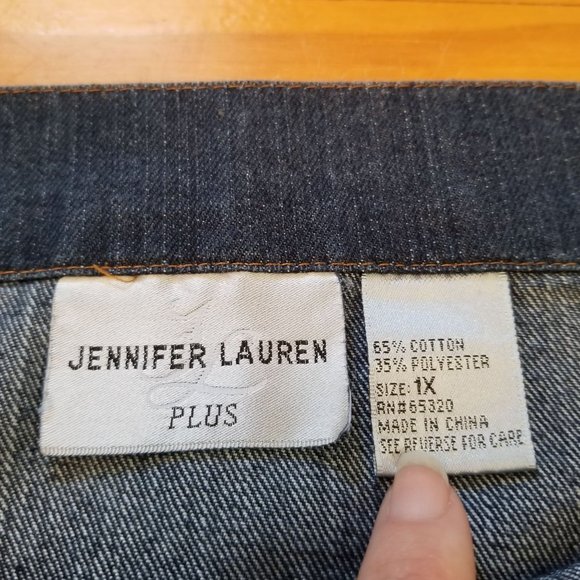 JENNIFER LAUREN
PLUS
65% COTTON
35% POLYESTER
SIZE: 1X
RN#65320
MADE IN CHINA
SEE REVERSE FOR CARE